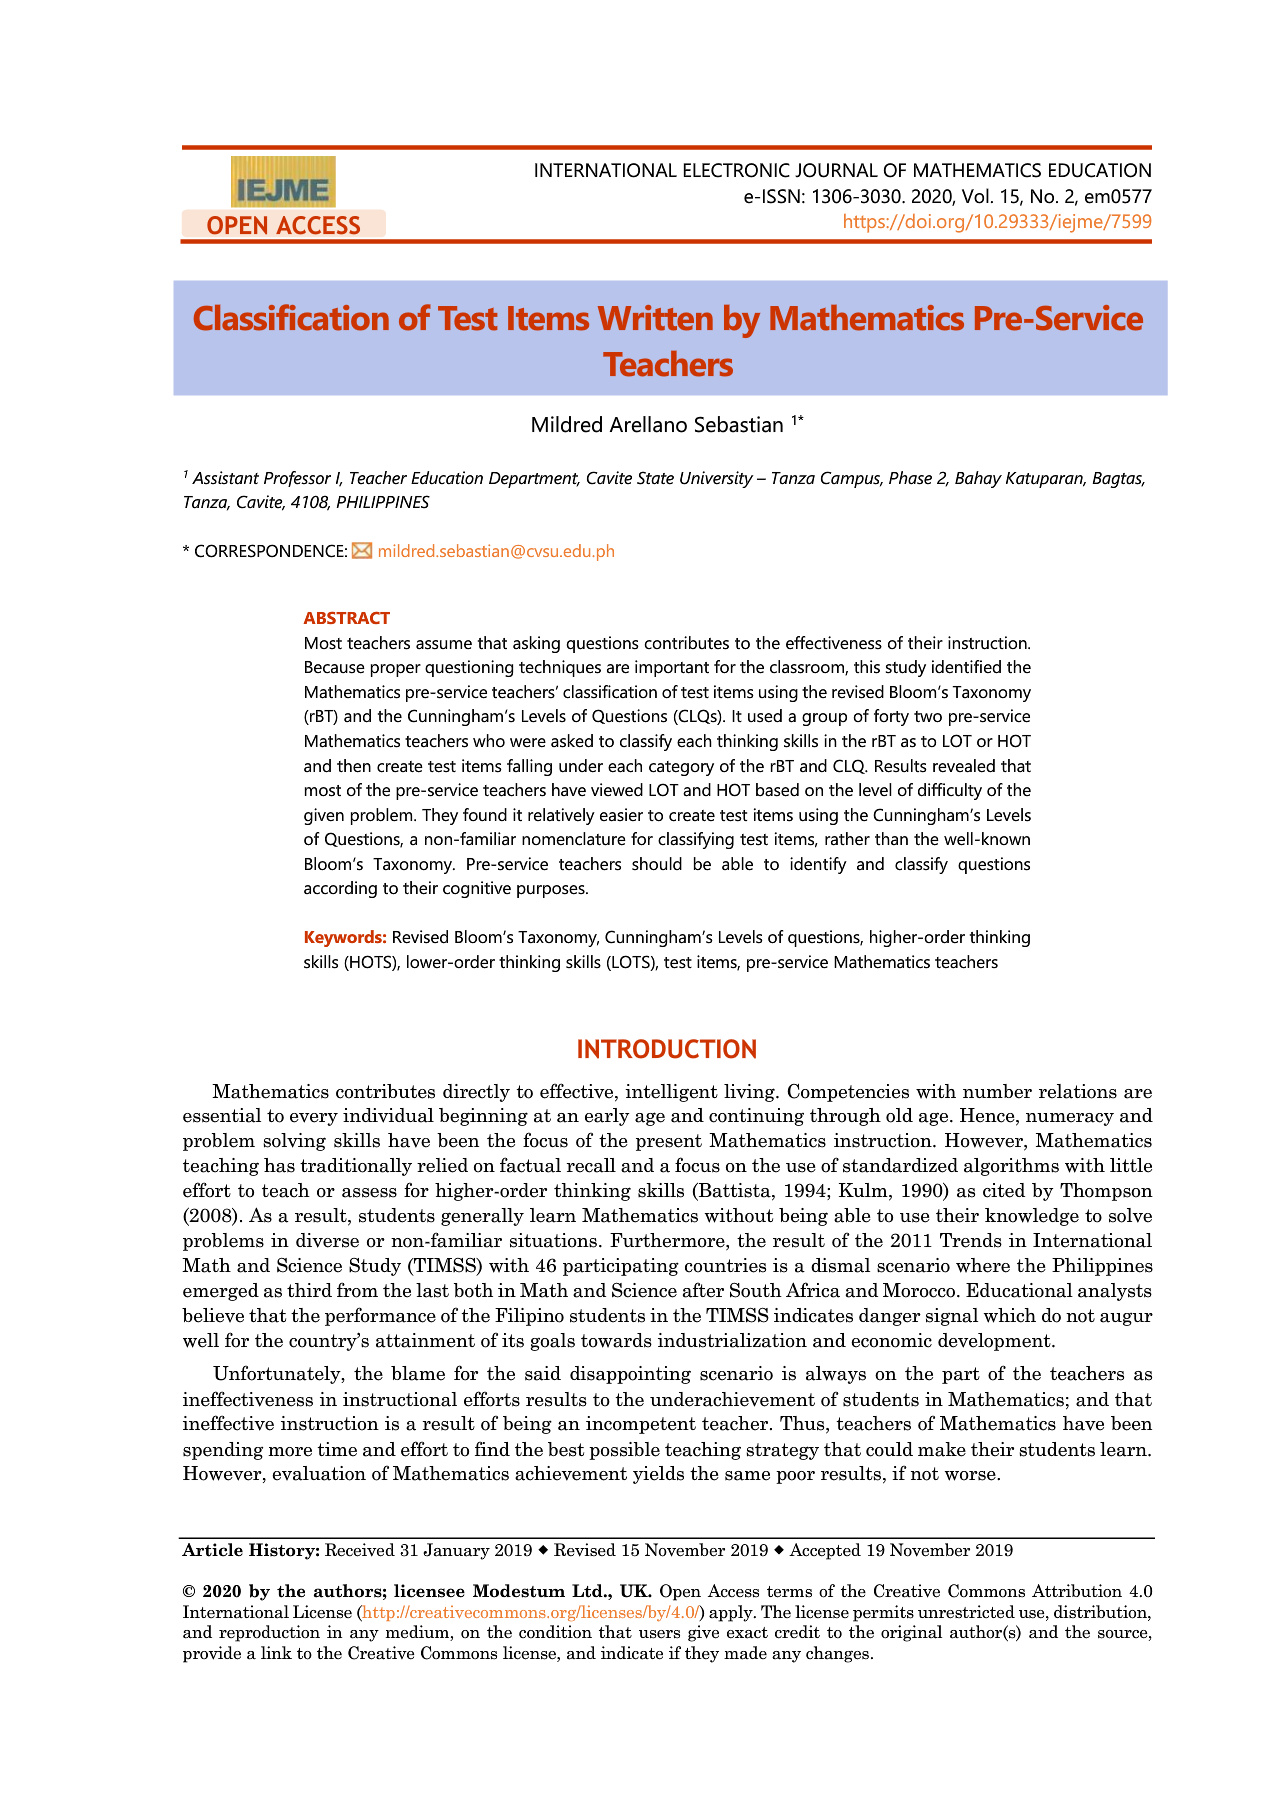 IEJME
OPEN ACCESS
INTERNATIONAL ELECTRONIC JOURNAL OF MATHEMATICS EDUCATION
e-ISSN: 1306-3030. 2020, Vol. 15, No. 2, em0577
https://doi.org/10.29333/iejme/7599
Classification of Test Items Written by Mathematics Pre-Service
Teachers
Mildred Arellano Sebastian 1*
1 Assistant Professor I, Teacher Education Department, Cavite State University – Tanza Campus, Phase 2, Bahay Katuparan, Bagtas,
Tanza, Cavite, 4108, PHILIPPINES
* CORRESPONDENCE: mildred.sebastian@cvsu.edu.ph
ABSTRACT
Most teachers assume that asking questions contributes to the effectiveness of their instruction.
Because proper questioning techniques are important for the classroom, this study identified the
Mathematics pre-service teachers' classification of test items using the revised Bloom's Taxonomy
(rBT) and the Cunningham's Levels of Questions (CLQs). It used a group of forty two pre-service
Mathematics teachers who were asked to classify each thinking skills in the rBT as to LOT or HOT
and then create test items falling under each category of the rBT and CLQ. Results revealed that
most of the pre-service teachers have viewed LOT and HOT based on the level of difficulty of the
given problem. They found it relatively easier to create test items using the Cunningham's Levels
of Questions, a non-familiar nomenclature for classifying test items, rather than the well-known
Bloom's Taxonomy. Pre-service teachers should be able to identify and classify questions
according to their cognitive purposes.
Keywords: Revised Bloom's Taxonomy, Cunningham's Levels of questions, higher-order thinking
skills (HOTS), lower-order thinking skills (LOTS), test items, pre-service Mathematics teachers
INTRODUCTION
Mathematics contributes directly to effective, intelligent living. Competencies with number relations are
essential to every individual beginning at an early age and continuing through old age. Hence, numeracy and
problem solving skills have been the focus of the present Mathematics instruction. However, Mathematics
teaching has traditionally relied on factual recall and a focus on the use of standardized algorithms with little
effort to teach or assess for higher-order thinking skills (Battista, 1994; Kulm, 1990) as cited by Thompson
(2008). As a result, students generally learn Mathematics without being able to use their knowledge to solve
problems in diverse or non-familiar situations. Furthermore, the result of the 2011 Trends in International
Math and Science Study (TIMSS) with 46 participating countries is a dismal scenario where the Philippines
emerged as third from the last both in Math and Science after South Africa and Morocco. Educational analysts
believe that the performance of the Filipino students in the TIMSS indicates danger signal which do not augur
well for the country's attainment of its goals towards industrialization and economic development.
Unfortunately, the blame for the said disappointing scenario is always on the part of the teachers as
ineffectiveness in instructional efforts results to the underachievement of students in Mathematics; and that
ineffective instruction is a result of being an incompetent teacher. Thus, teachers of Mathematics have been
spending more time and effort to find the best possible teaching strategy that could make their students learn.
However, evaluation of Mathematics achievement yields the same poor results, if not worse.
Article History: Received 31 January 2019 ◆ Revised 15 November 2019 ◆ Accepted 19 November 2019
© 2020 by the authors; licensee Modestum Ltd., UK. Open Access terms of the Creative Commons Attribution 4.0
International License (http://creativecommons.org/licenses/by/4.0/) apply. The license permits unrestricted use, distribution,
and reproduction in any medium, on the condition that users give exact credit to the original author(s) and the source,
provide a link to the Creative Commons license, and indicate if they made any changes.